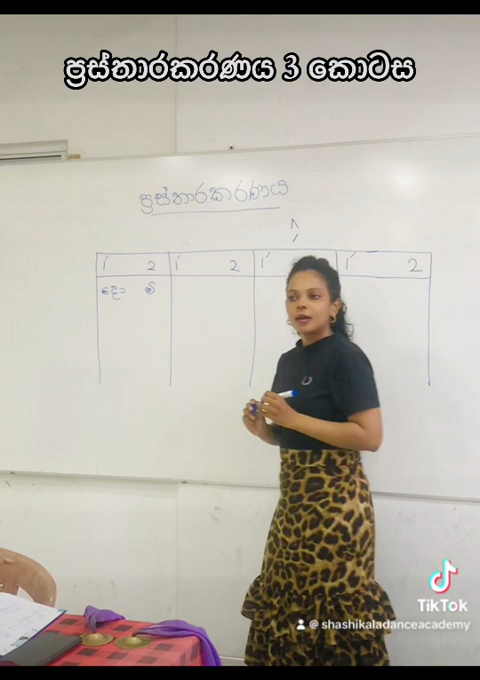 ප්‍රස්තාරකරණය 3 කොටස
ප්‍රස්තාරකරණය
1 2 1 2 1 1 2
දො මි
TikTok
@ shashikaladanceacademy